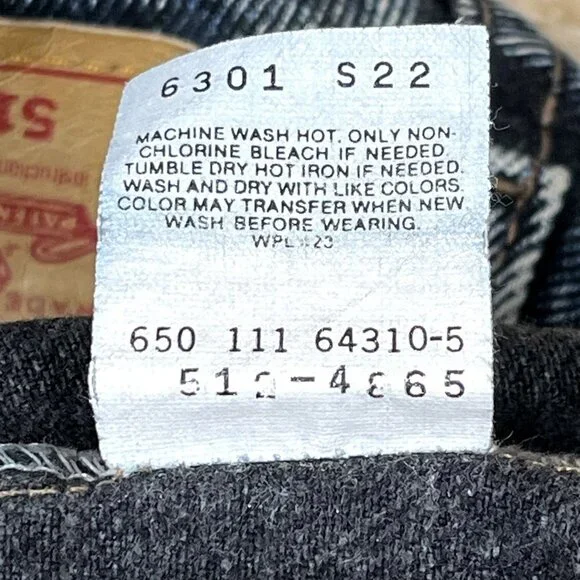 6301 S22
MACHINE WASH HOT. ONLY NON-
CHLORINE BLEACH IF NEEDED.
TUMBLE DRY HOT IRON IF NEEDED.
WASH AND DRY WITH LIKE COLORS.
COLOR MAY TRANSFER WHEN NEW.
WASH BEFORE WEARING.
650 111 64310-5